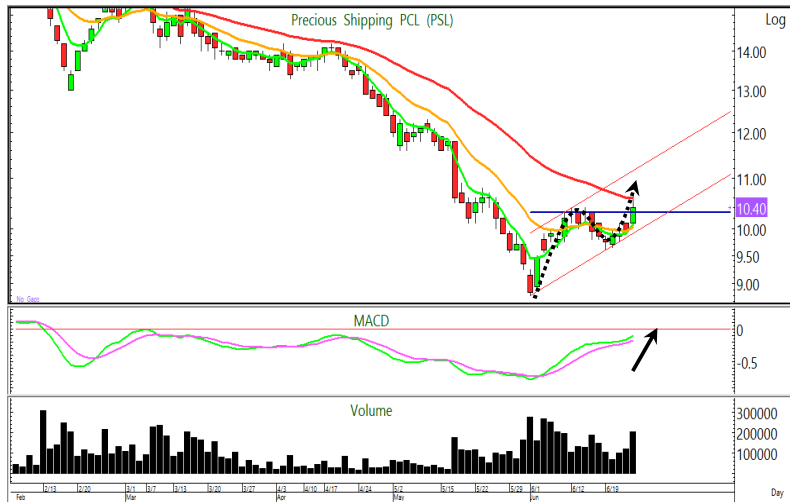 Precious Shipping PCL (PSL)
Log
14.00
13.00
12.00
11.00
10.40
10.00
9.50
9.00
No Gaps
MACD
0
-0.5
Volume
300000
200000
100000
2/13 2/20 3/1 3/7 3/13 3/20 3/27 4/3 4/10 4/17 4/24 5/2 5/15 5/22 5/29 6/1 6/12 6/19
Feb Mar Apr May Jun Day